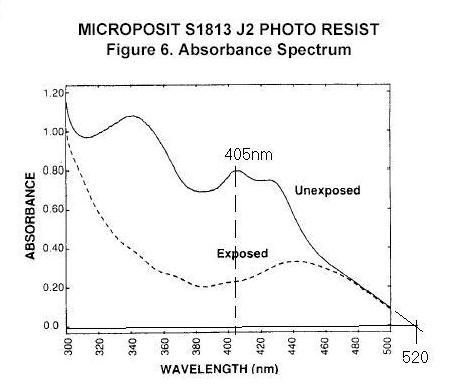 MICROPOSIT S1813 J2 PHOTO RESIST
Figure 6. Absorbance Spectrum
1.20
1.00
0.80
0.60
0.40
0.20
0.0
ABSORBANCE
405nm
Unexposed
Exposed
300 320 340 360 380 400 420 440 460 480 500
520
WAVELENGTH (nm)